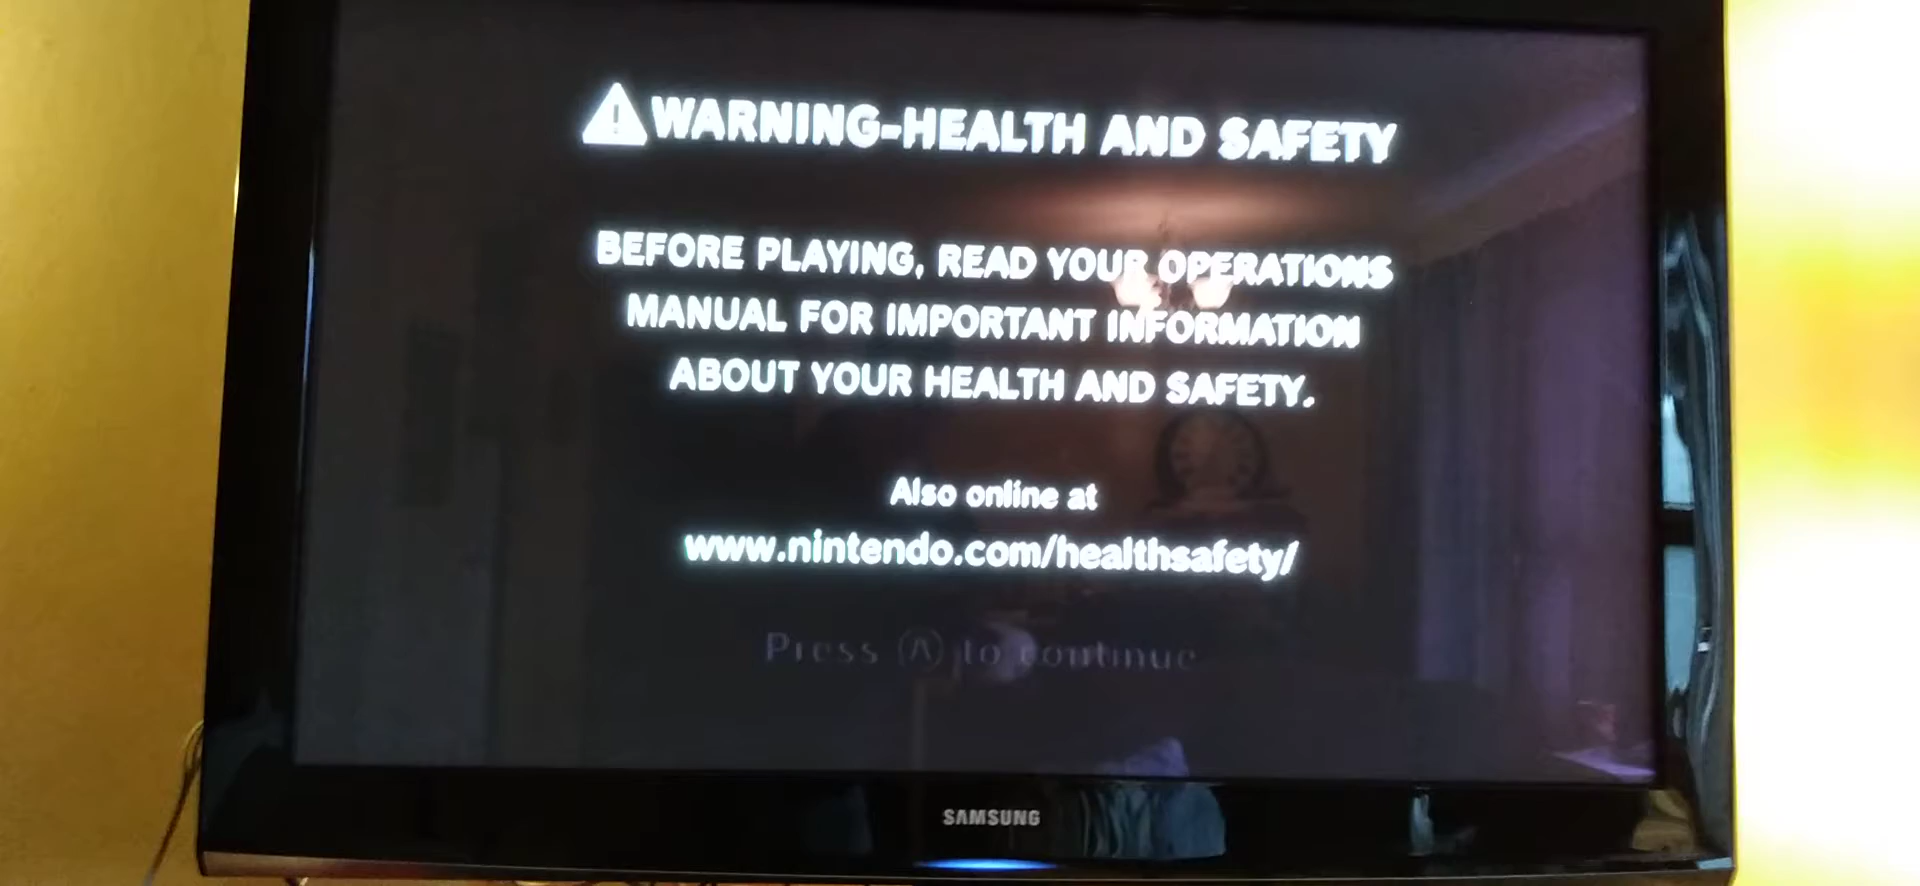 ⚠WARNING-HEALTH AND SAFETY
BEFORE PLAYING, READ YOUR OPERATIONS
MANUAL FOR IMPORTANT INFORMATION
ABOUT YOUR HEALTH AND SAFETY.
Also online at
www.nintendo.com/healthsafety/
Press Ⓐ to continue
SAMSUNG